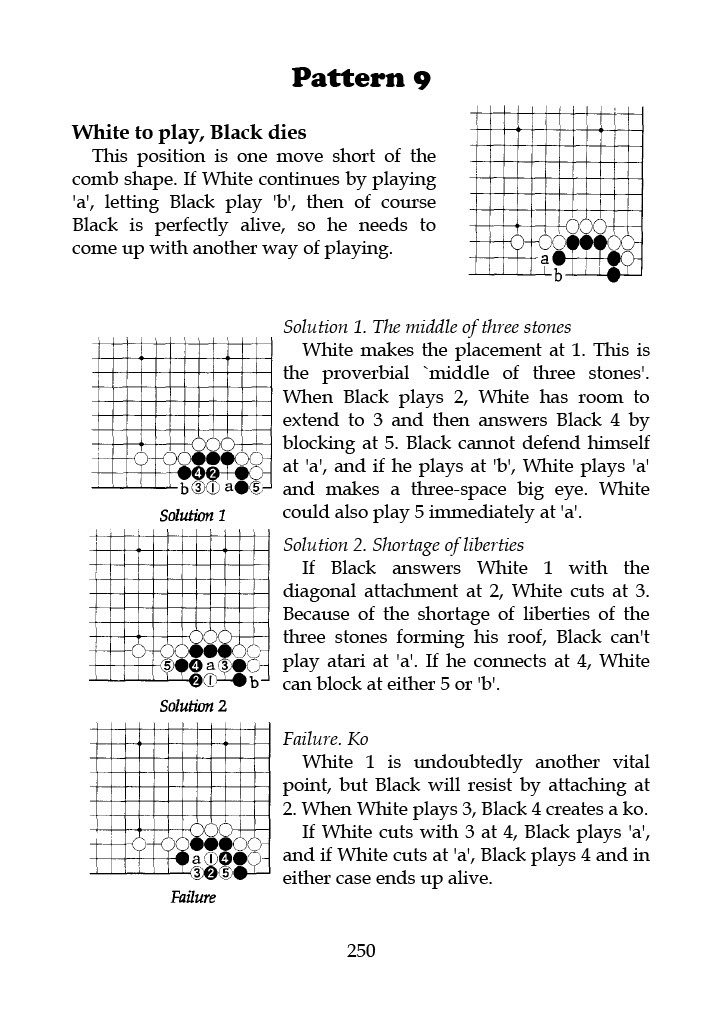 Pattern 9
White to play, Black dies
This position is one move short of the
comb shape. If White continues by playing
'a', letting Black play 'b', then of course
Black is perfectly alive, so he needs to
come up with another way of playing.
a
b
Solution 1. The middle of three stones
White makes the placement at 1. This is
the proverbial `middle of three stones'.
When Black plays 2, White has room to
extend to 3 and then answers Black 4 by
blocking at 5. Black cannot defend himself
at 'a', and if he plays at 'b', White plays 'a'
and makes a three-space big eye. White
could also play 5 immediately at 'a'.
4 2
b 3 1 a 5
Solution 1
Solution 2. Shortage of liberties
If Black answers White 1 with the
diagonal attachment at 2, White cuts at 3.
Because of the shortage of liberties of the
three stones forming his roof, Black can't
play atari at 'a'. If he connects at 4, White
can block at either 5 or 'b'.
5 4 a 3
2 1 b
Solution 2
Failure. Ko
White 1 is undoubtedly another vital
point, but Black will resist by attaching at
2. When White plays 3, Black 4 creates a ko.
If White cuts with 3 at 4, Black plays 'a',
and if White cuts at 'a', Black plays 4 and in
either case ends up alive.
a 1 4
3 2 5
Failure
250